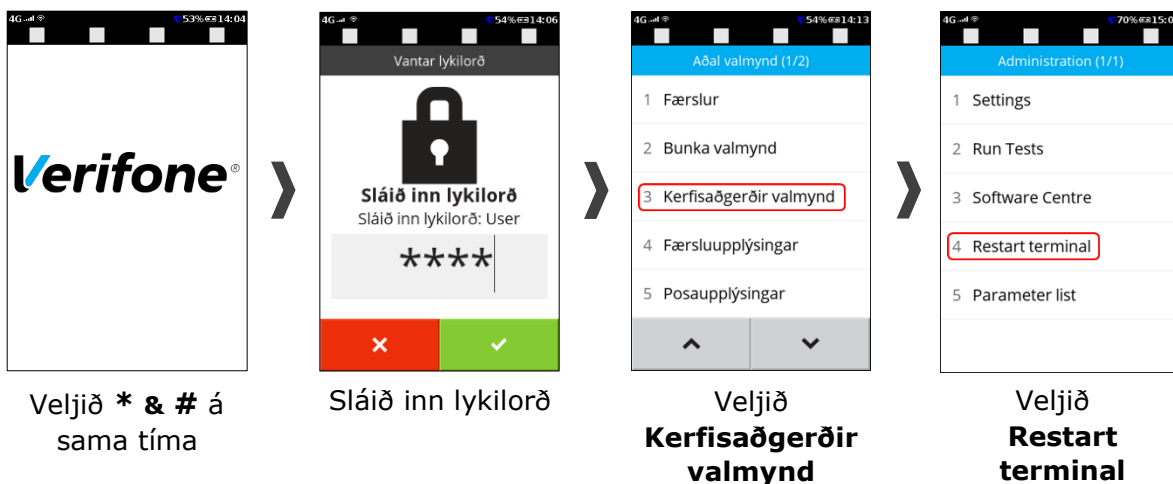 4G 53% 14:04
Verifone®
Veljið * & # á
sama tíma
4G 54% 14:06
Vantar lykilorð
Sláið inn lykilorð
Sláið inn lykilorð: User
****
Sláið inn lykilorð
4G 54% 14:13
Aðal valmynd (1/2)
1 Færslur
2 Bunka valmynd
3 Kerfisaðgerðir valmynd
4 Færsluupplýsingar
5 Posaupplýsingar
Veljið
Kerfisaðgerðir
valmynd
4G 70% 15:0
Administration (1/1)
1 Settings
2 Run Tests
3 Software Centre
4 Restart terminal
5 Parameter list
Veljið
Restart
terminal